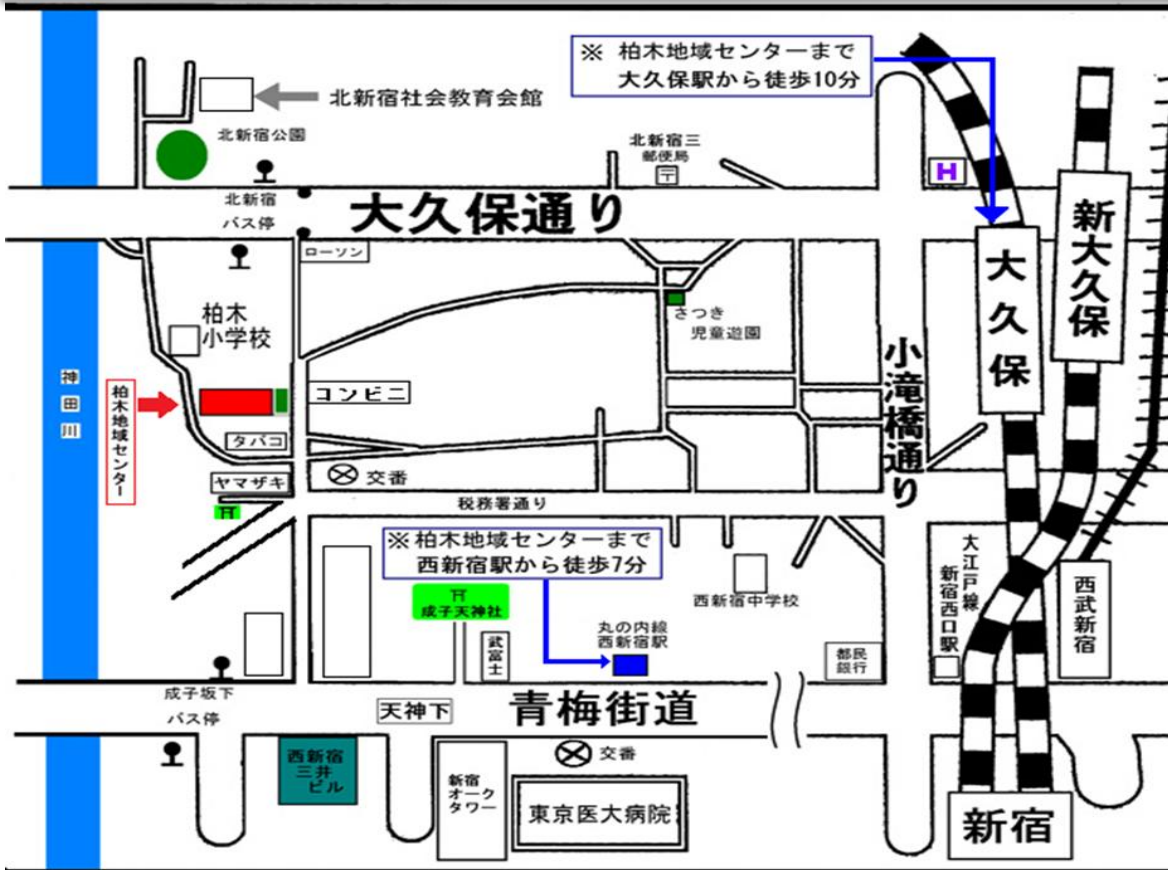 ※ 柏木地域センターまで
大久保駅から徒歩10分
北新宿社会教育会館
北新宿公園
北新宿三
郵便局
〒
H
北新宿
バス停
大久保通り
新大久保
ローソン
大久保
さつき
児童遊園
柏木
小学校
小滝橋通り
神田川
柏木地域センター
コンビニ
タバコ
ヤマザキ
交番
税務署通り
※柏木地域センターまで
西新宿駅から徒歩7分
大江戸線
新宿西口駅
西武新宿
西新宿中学校
成子天神社
武富士
丸の内線
西新宿駅
都民
銀行
成子坂下
バス停
天神下
青梅街道
西新宿
三井
ビル
新宿
オーク
タワー
交番
東京医大病院
新宿